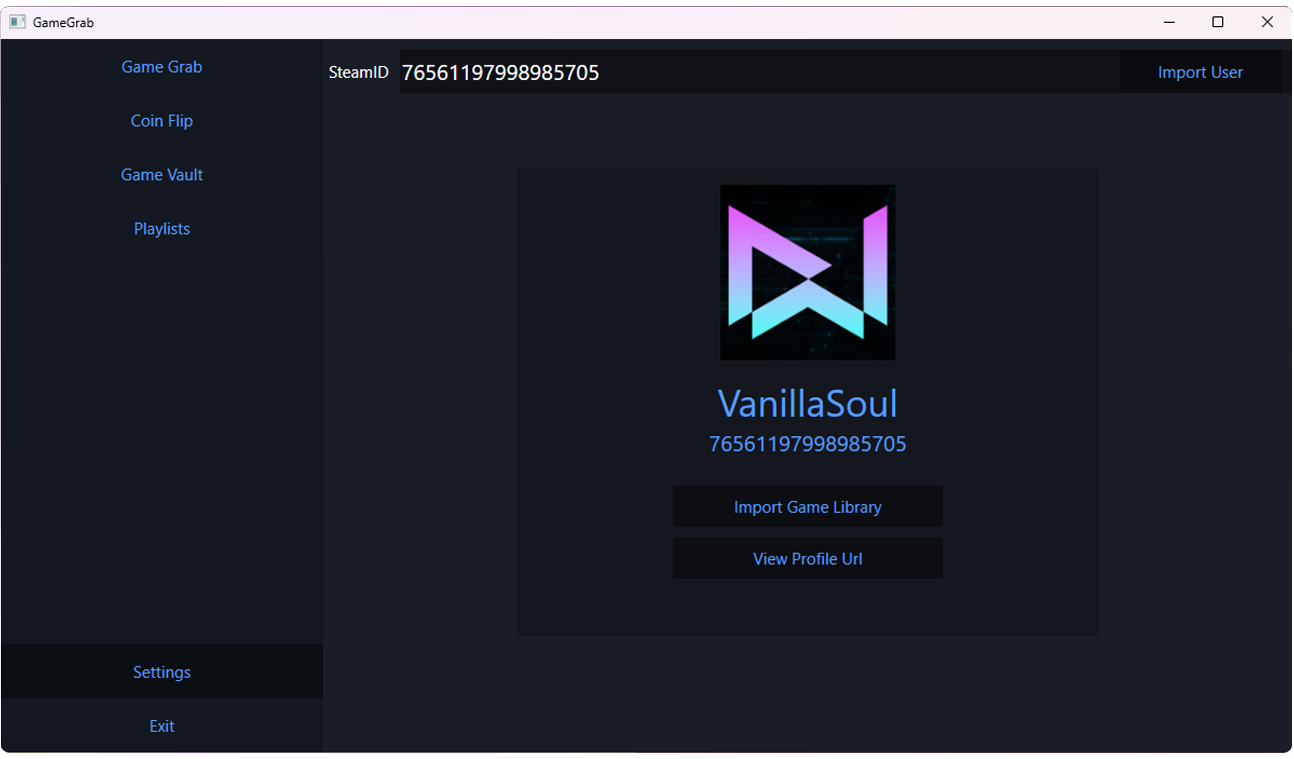 GameGrab
Game Grab
Coin Flip
Game Vault
Playlists
Settings
Exit
SteamID 76561197998985705 Import User
VanillaSoul
76561197998985705
Import Game Library
View Profile Url